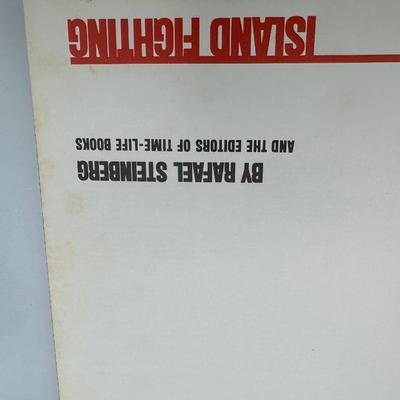 ISLAND FIGHTING
BY RAFAEL STEINBERG
AND THE EDITORS OF TIME-LIFE BOOKS